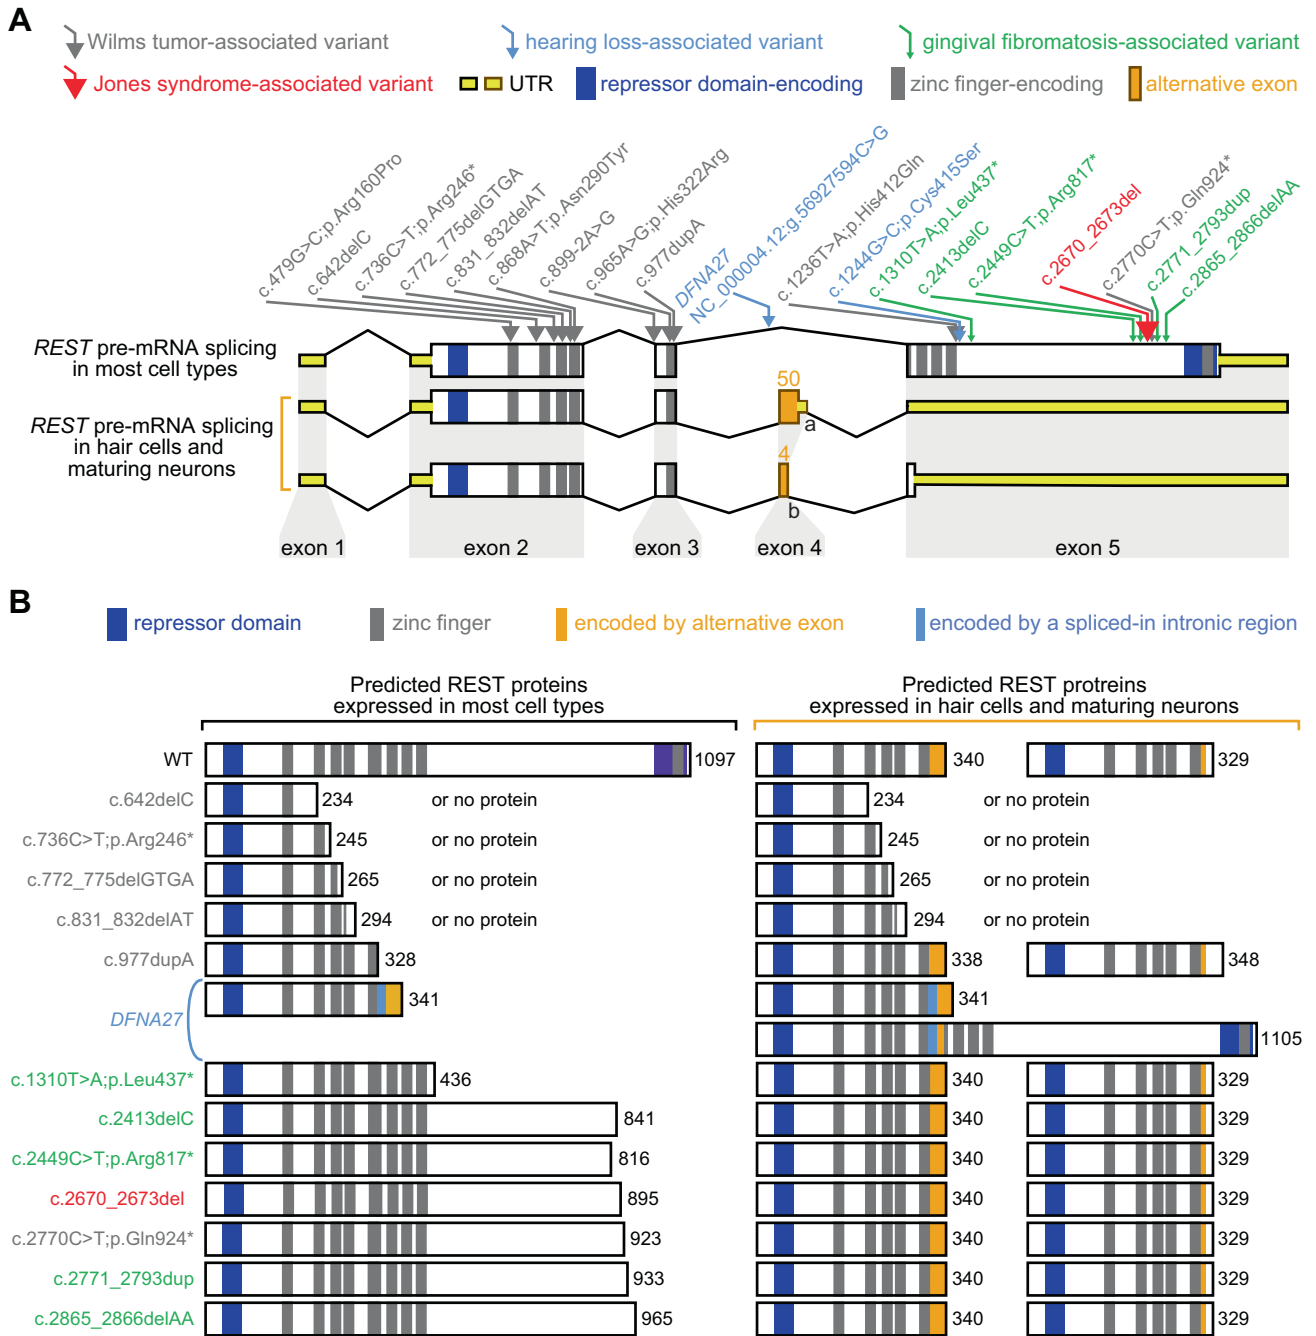 A
Wilms tumor-associated variant
hearing loss-associated variant
gingival fibromatosis-associated variant
Jones syndrome-associated variant
UTR
repressor domain-encoding
zinc finger-encoding
alternative exon
c.479G>C;p.Arg160Pro
c.642delC
c.736C>T;p.Arg246*
c.772_775delGTGA
c.831_832delAT
c.868A>T;p.Asn290Tyr
c.899-2A>G
c.965A>G;p.His322Arg
c.977dupA
DFNA27
NC_000004.12:g.56927594C>G
c.1236T>A;p.His412Gln
c.1244G>C;p.Cys415Ser
c.1310T>A;p.Leu437*
c.2413delC
c.2449C>T;p.Arg817*
c.2670_2673del
c.2770C>T;p.Gln924*
c.2771_2793dup
c.2865_2866delAA
REST pre-mRNA splicing
in most cell types
50
a
REST pre-mRNA splicing
in hair cells and
maturing neurons
4
b
exon 1
exon 2
exon 3
exon 4
exon 5
B
repressor domain
zinc finger
encoded by alternative exon
encoded by a spliced-in intronic region
Predicted REST proteins
expressed in most cell types
Predicted REST protreins
expressed in hair cells and maturing neurons
WT
1097
340
329
c.642delC
234
or no protein
234
or no protein
c.736C>T;p.Arg246*
245
or no protein
245
or no protein
c.772_775delGTGA
265
or no protein
265
or no protein
c.831_832delAT
294
or no protein
294
or no protein
c.977dupA
328
338
348
DFNA27
341
341
1105
c.1310T>A;p.Leu437*
436
340
329
c.2413delC
841
340
329
c.2449C>T;p.Arg817*
816
340
329
c.2670_2673del
895
340
329
c.2770C>T;p.Gln924*
923
340
329
c.2771_2793dup
933
340
329
c.2865_2866delAA
965
340
329